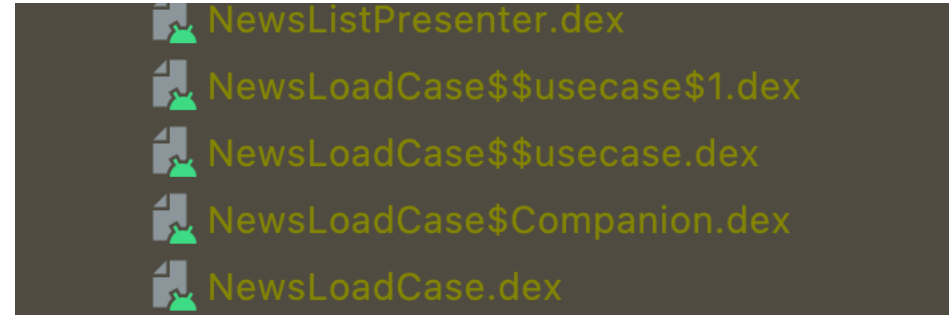 NewsListPresenter.dex
NewsLoadCase$$usecase$1.dex
NewsLoadCase$$usecase.dex
NewsLoadCase$Companion.dex
NewsLoadCase.dex